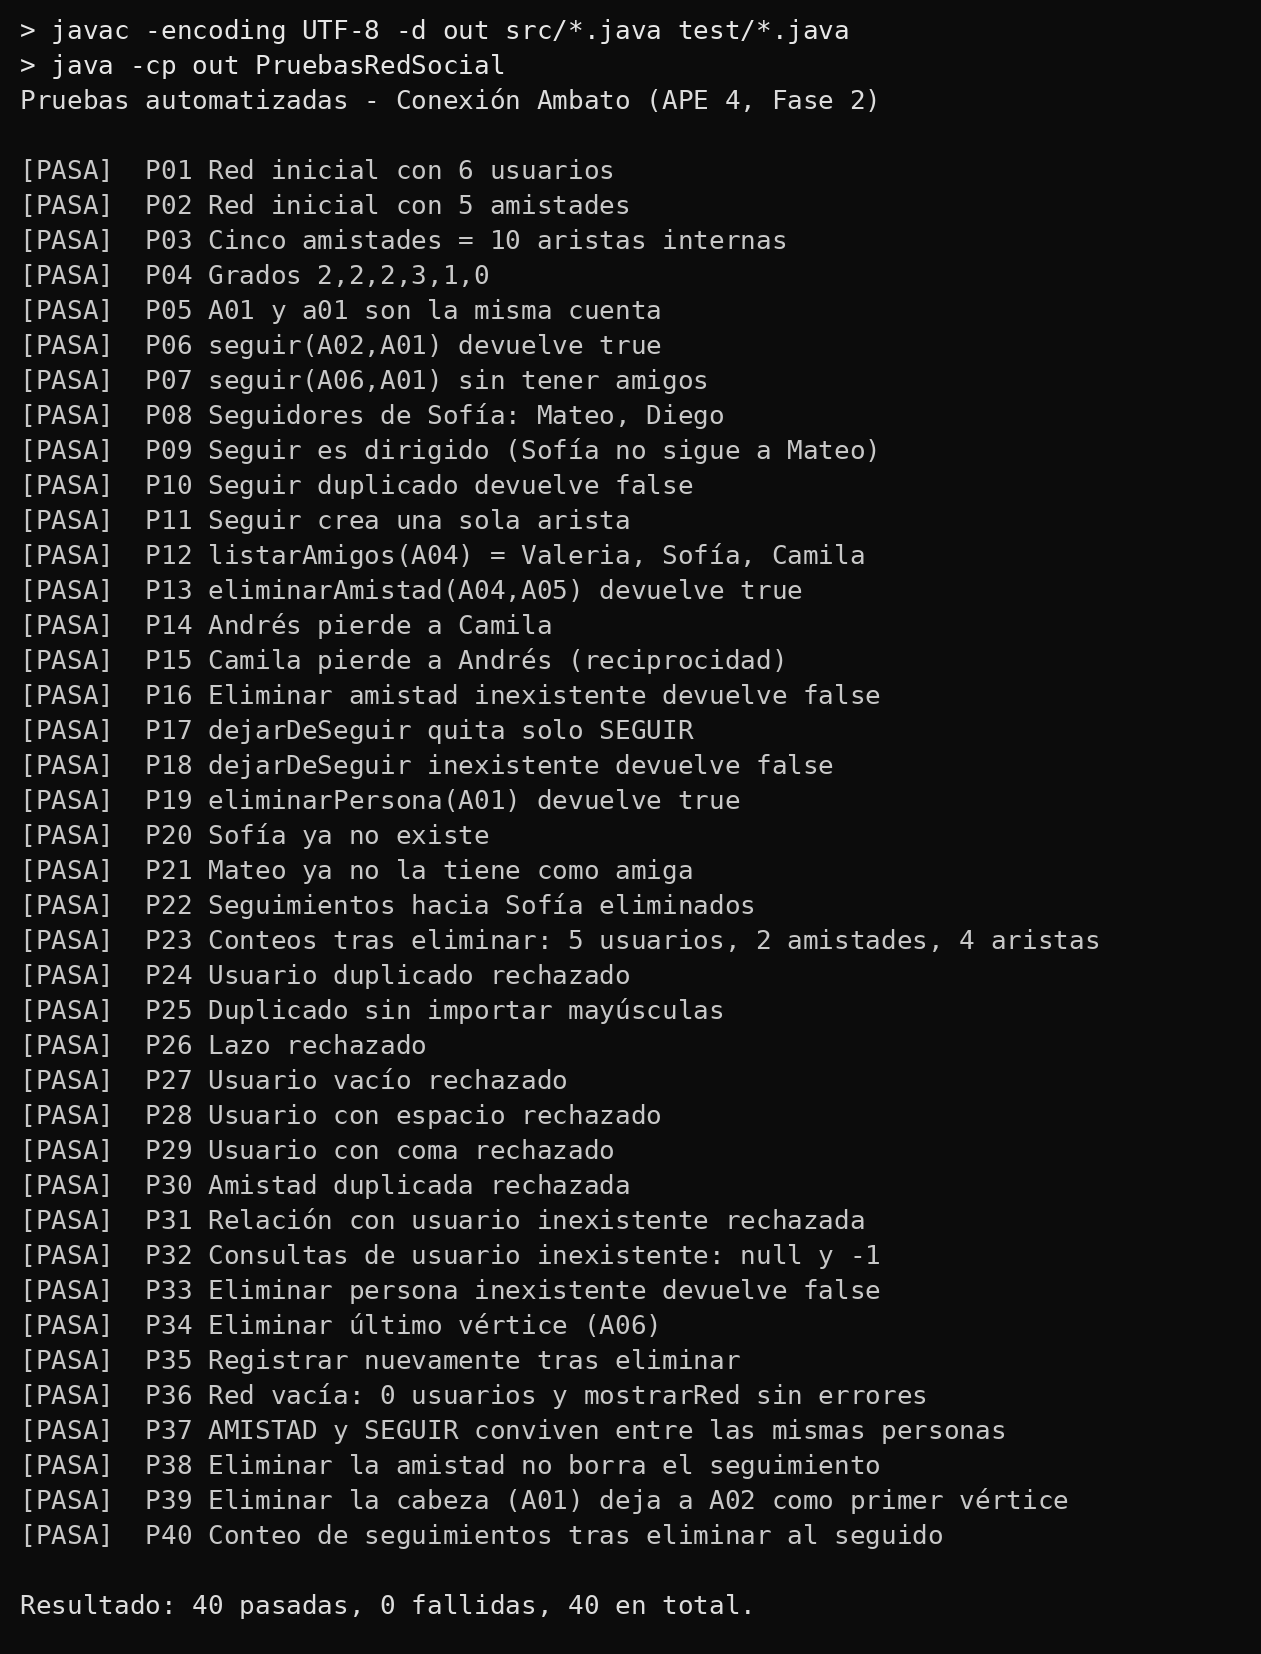 > javac -encoding UTF-8 -d out src/*.java test/*.java
> java -cp out PruebasRedSocial
Pruebas automatizadas - Conexión Ambato (APE 4, Fase 2)
[PASA]  P01 Red inicial con 6 usuarios
[PASA]  P02 Red inicial con 5 amistades
[PASA]  P03 Cinco amistades = 10 aristas internas
[PASA]  P04 Grados 2,2,2,3,1,0
[PASA]  P05 A01 y a01 son la misma cuenta
[PASA]  P06 seguir(A02,A01) devuelve true
[PASA]  P07 seguir(A06,A01) sin tener amigos
[PASA]  P08 Seguidores de Sofía: Mateo, Diego
[PASA]  P09 Seguir es dirigido (Sofía no sigue a Mateo)
[PASA]  P10 Seguir duplicado devuelve false
[PASA]  P11 Seguir crea una sola arista
[PASA]  P12 listarAmigos(A04) = Valeria, Sofía, Camila
[PASA]  P13 eliminarAmistad(A04,A05) devuelve true
[PASA]  P14 Andrés pierde a Camila
[PASA]  P15 Camila pierde a Andrés (reciprocidad)
[PASA]  P16 Eliminar amistad inexistente devuelve false
[PASA]  P17 dejarDeSeguir quita solo SEGUIR
[PASA]  P18 dejarDeSeguir inexistente devuelve false
[PASA]  P19 eliminarPersona(A01) devuelve true
[PASA]  P20 Sofía ya no existe
[PASA]  P21 Mateo ya no la tiene como amiga
[PASA]  P22 Seguimientos hacia Sofía eliminados
[PASA]  P23 Conteos tras eliminar: 5 usuarios, 2 amistades, 4 aristas
[PASA]  P24 Usuario duplicado rechazado
[PASA]  P25 Duplicado sin importar mayúsculas
[PASA]  P26 Lazo rechazado
[PASA]  P27 Usuario vacío rechazado
[PASA]  P28 Usuario con espacio rechazado
[PASA]  P29 Usuario con coma rechazado
[PASA]  P30 Amistad duplicada rechazada
[PASA]  P31 Relación con usuario inexistente rechazada
[PASA]  P32 Consultas de usuario inexistente: null y -1
[PASA]  P33 Eliminar persona inexistente devuelve false
[PASA]  P34 Eliminar último vértice (A06)
[PASA]  P35 Registrar nuevamente tras eliminar
[PASA]  P36 Red vacía: 0 usuarios y mostrarRed sin errores
[PASA]  P37 AMISTAD y SEGUIR conviven entre las mismas personas
[PASA]  P38 Eliminar la amistad no borra el seguimiento
[PASA]  P39 Eliminar la cabeza (A01) deja a A02 como primer vértice
[PASA]  P40 Conteo de seguimientos tras eliminar al seguido
Resultado: 40 pasadas, 0 fallidas, 40 en total.